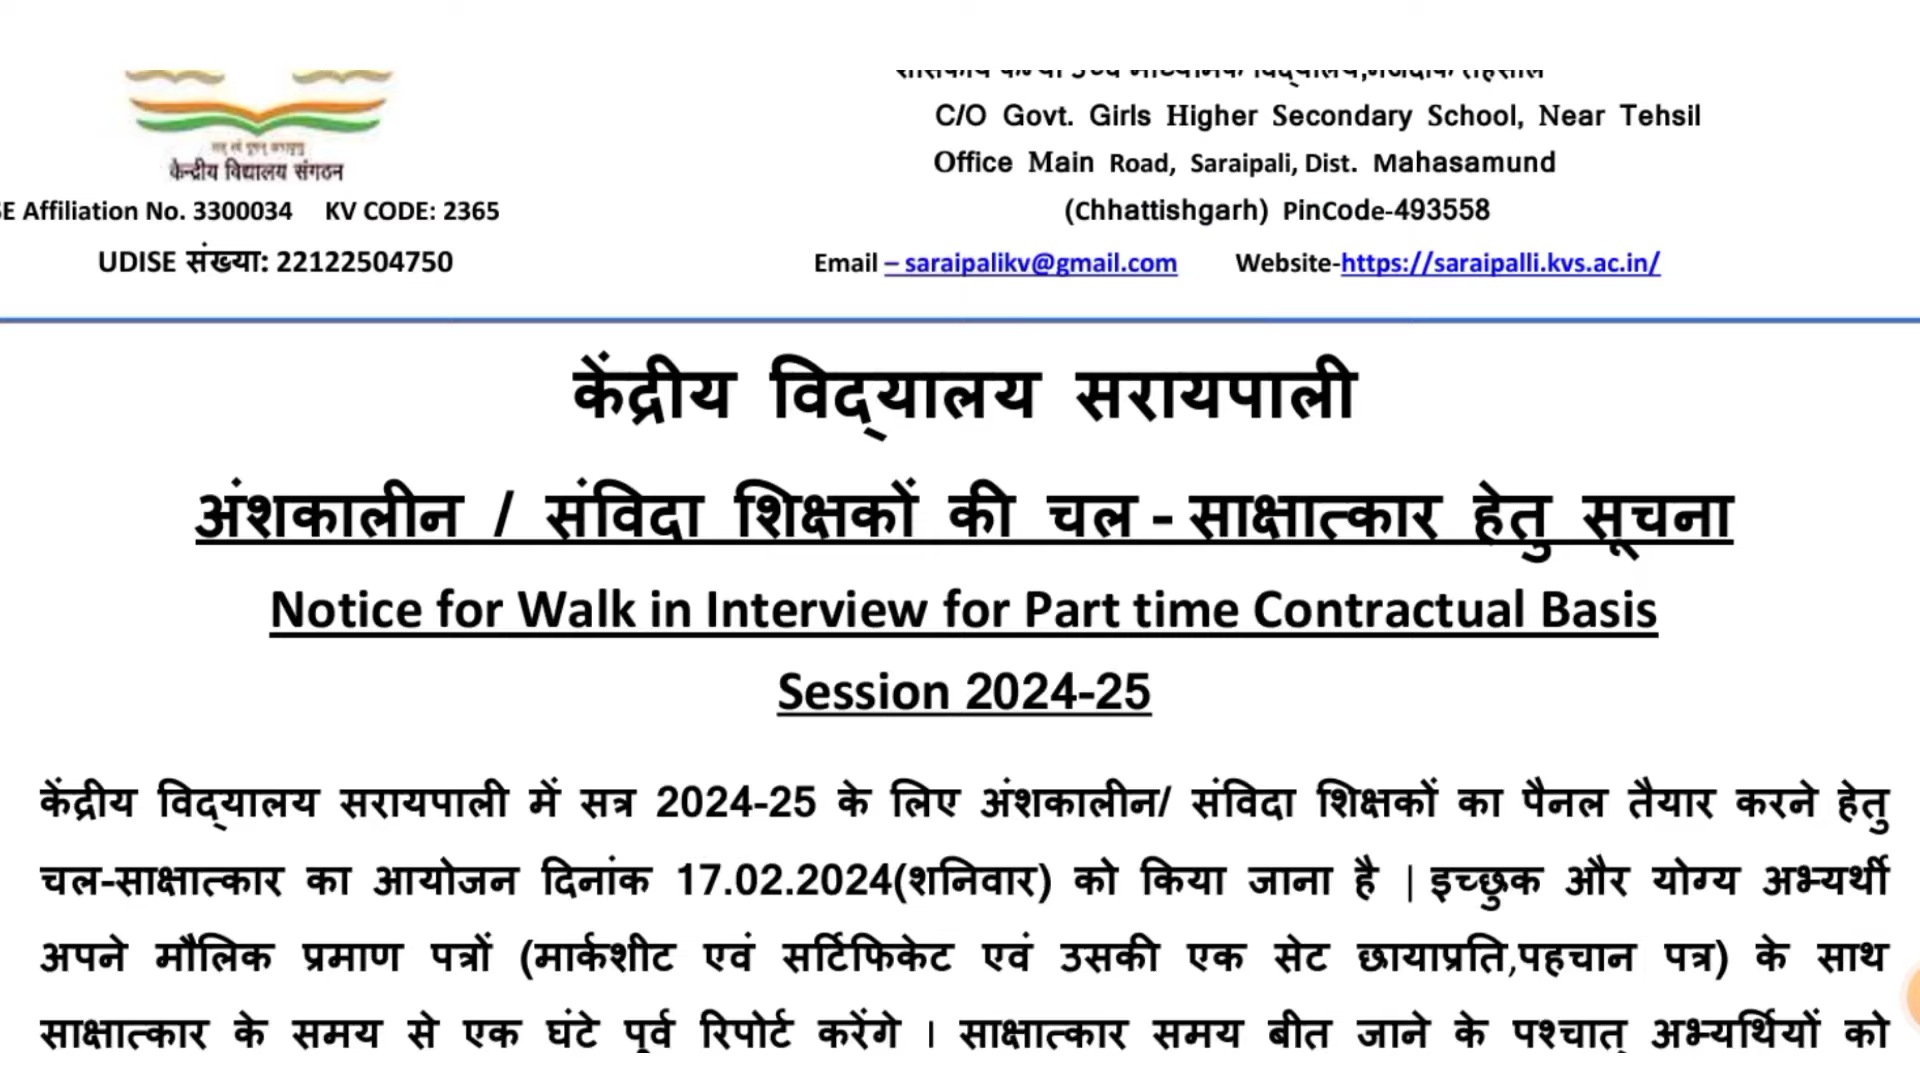 C/O Govt. Girls Higher Secondary School, Near Tehsil
Office Main Road, Saraipali, Dist. Mahasamund
(Chhattisgarh) PinCode-493558
केन्द्रीय विद्यालय संगठन
Affiliation No. 3300034 KV CODE: 2365
UDISE संख्या: 22122504750
Email – saraipalikv@gmail.com Website-https://saraipalli.kvs.ac.in/
केंद्रीय विद्यालय सरायपाली
अंशकालीन / संविदा शिक्षकों की चल - साक्षात्कार हेतु सूचना
Notice for Walk in Interview for Part time Contractual Basis
Session 2024-25
केंद्रीय विद्यालय सरायपाली में सत्र 2024-25 के लिए अंशकालीन/ संविदा शिक्षकों का पैनल तैयार करने हेतु
चल-साक्षात्कार का आयोजन दिनांक 17.02.2024(शनिवार) को किया जाना है | इच्छुक और योग्य अभ्यर्थी
अपने मौलिक प्रमाण पत्रों (मार्कशीट एवं सर्टिफिकेट एवं उसकी एक सेट छायाप्रति,पहचान पत्र) के साथ
साक्षात्कार के समय से एक घंटे पूर्व रिपोर्ट करेंगे । साक्षात्कार समय बीत जाने के पश्चात् अभ्यर्थियों को